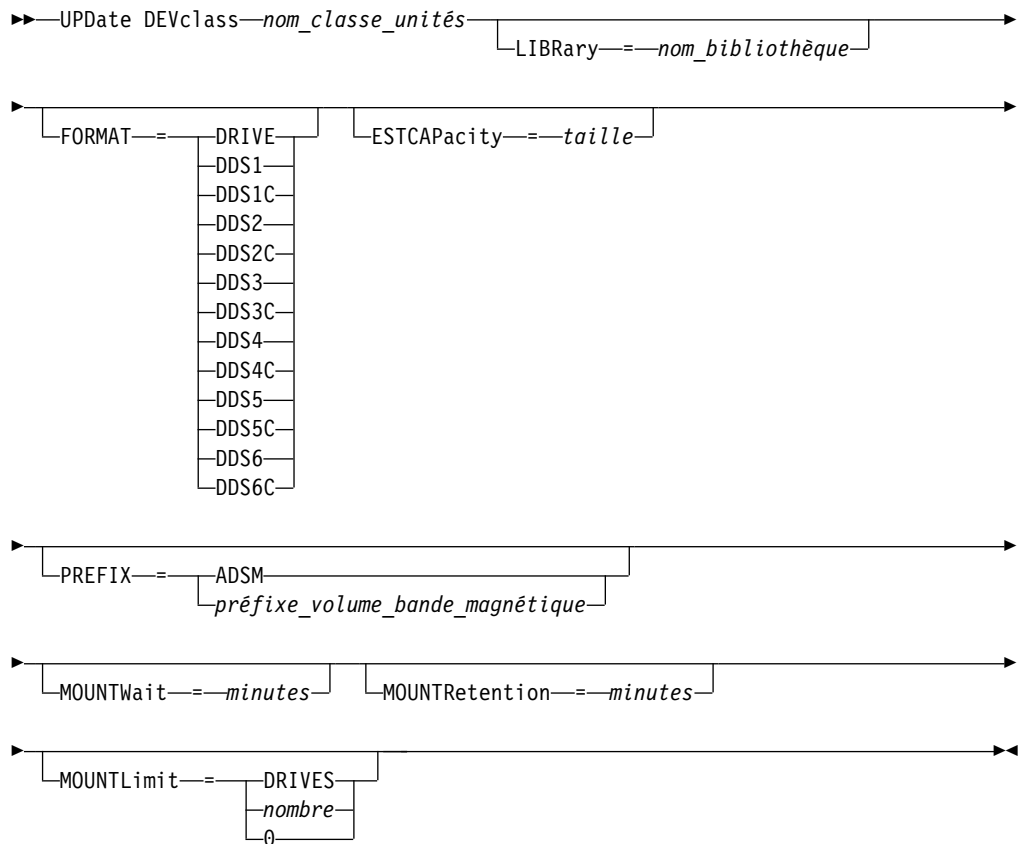 UPDate DEVclass nom_classe_unités
LIBRary = nom_bibliothèque
FORMAT = DRIVE
DDS1
DDS1C
DDS2
DDS2C
DDS3
DDS3C
DDS4
DDS4C
DDS5
DDS5C
DDS6
DDS6C
ESTCAPacity = taille
PREFIX = ADSM
préfixe_volume_bande_magnétique
MOUNTWait = minutes
MOUNTRetention = minutes
MOUNTLimit = DRIVES
nombre
0